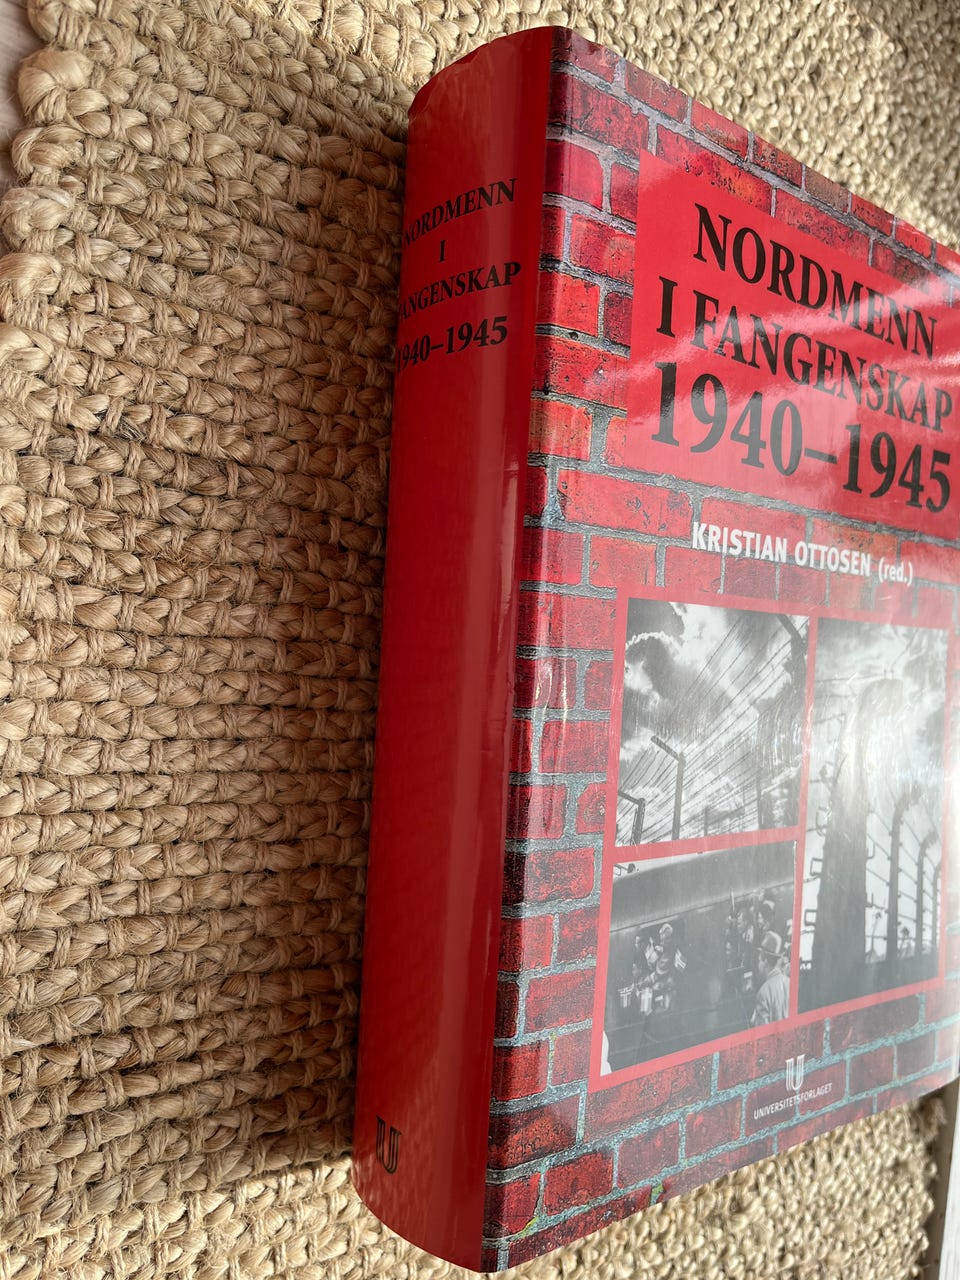 NORDMENN
I
FANGENSKAP
1940–1945
NORDMENN
I FANGENSKAP
1940–1945
KRISTIAN OTTOSEN (red.)
UNIVERSITETSFORLAGET